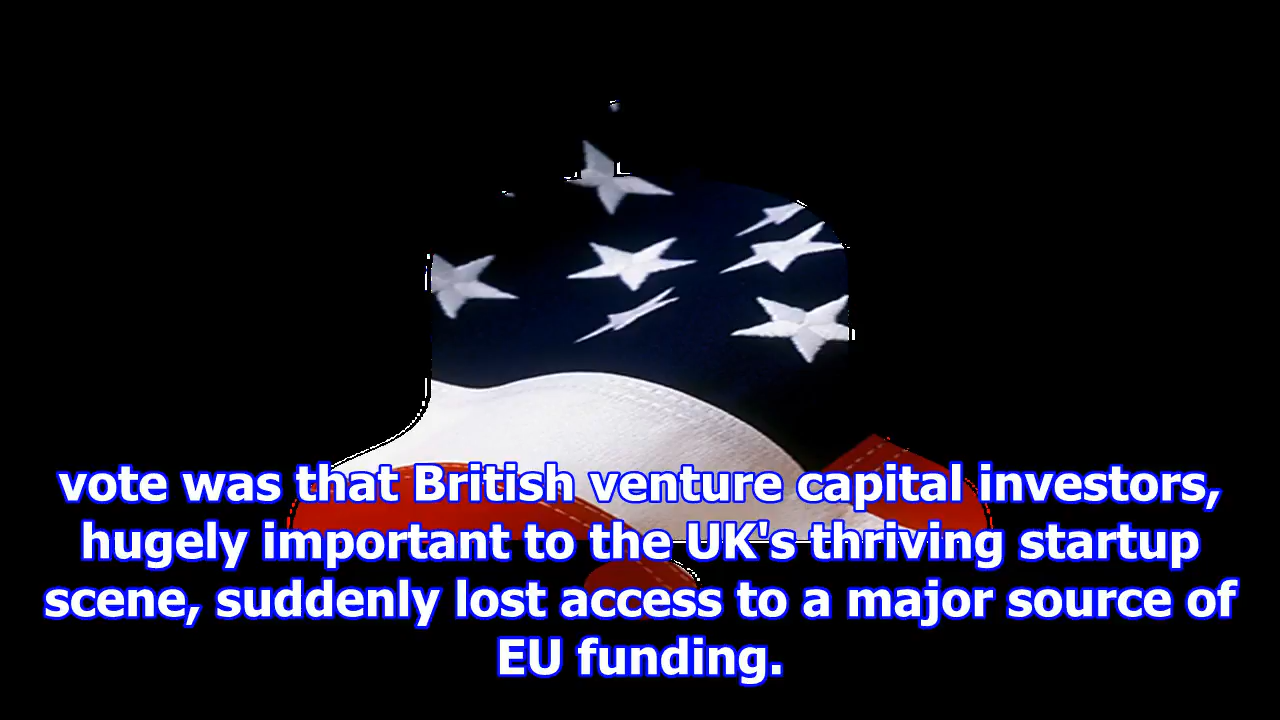 vote was that British venture capital investors,
hugely important to the UK's thriving startup
scene, suddenly lost access to a major source of
EU funding.